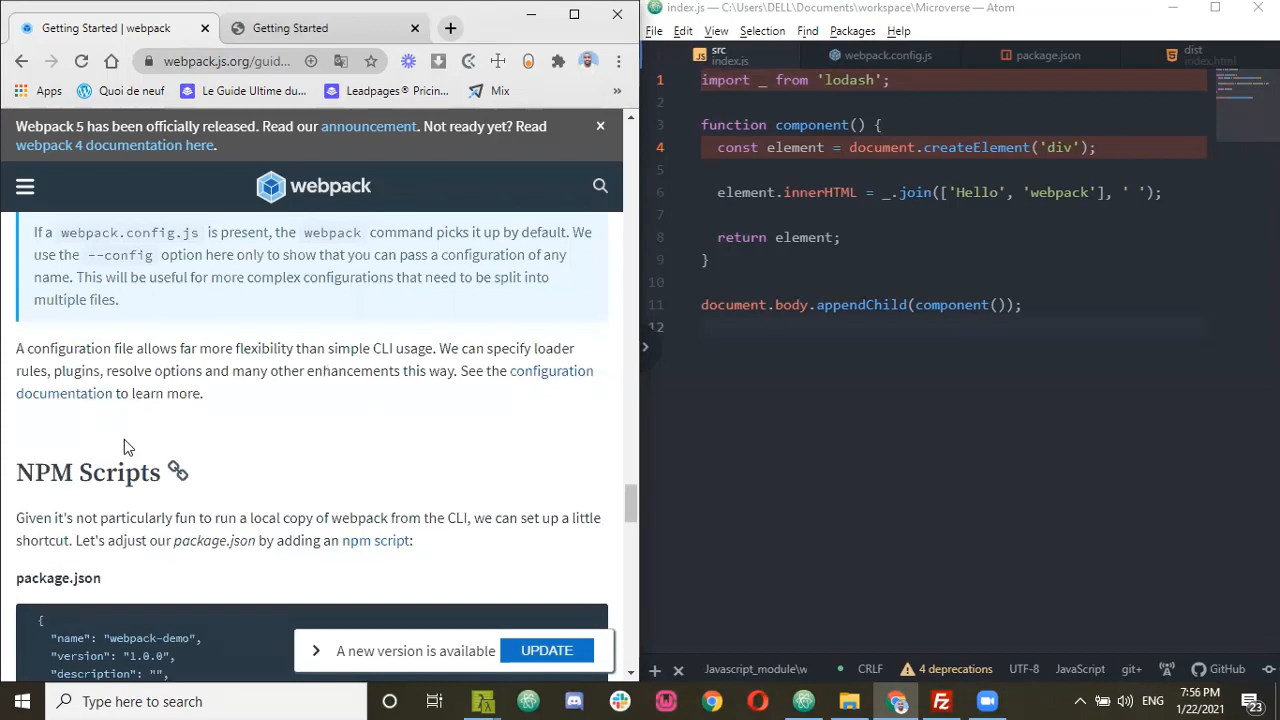 Getting Started | webpack
Getting Started
webpack.js.org/guid...
Apps
Quoi de neuf
Le Guide Ultime du...
Leadpages® Pricin...
Mix
»
Webpack 5 has been officially released. Read our announcement. Not ready yet? Read
webpack 4 documentation here.
webpack
If a webpack.config.js is present, the webpack command picks it up by default. We
use the --config option here only to show that you can pass a configuration of any
name. This will be useful for more complex configurations that need to be split into
multiple files.
A configuration file allows far more flexibility than simple CLI usage. We can specify loader
rules, plugins, resolve options and many other enhancements this way. See the configuration
documentation to learn more.
NPM Scripts
Given it's not particularly fun to run a local copy of webpack from the CLI, we can set up a little
shortcut. Let's adjust our package.json by adding an npm script:
package.json
{
"name": "webpack-demo",
"version": "1.0.0",
"description": "",
A new version is available
UPDATE
index.js — C:\Users\DELL\Documents\workspace\Microverse — Atom
File Edit View Selection Find Packages Help
src
index.js
webpack.config.js
package.json
dist
index.html
1 import _ from 'lodash';
2
3 function component() {
4 const element = document.createElement('div');
5
6 element.innerHTML = _.join(['Hello', 'webpack'], ' ');
7
8 return element;
9 }
10
11 document.body.appendChild(component());
12
Javascript_module\w
CRLF
4 deprecations
UTF-8
JavaScript
git+
GitHub
Type here to search
ENG
7:56 PM
1/22/2021
23